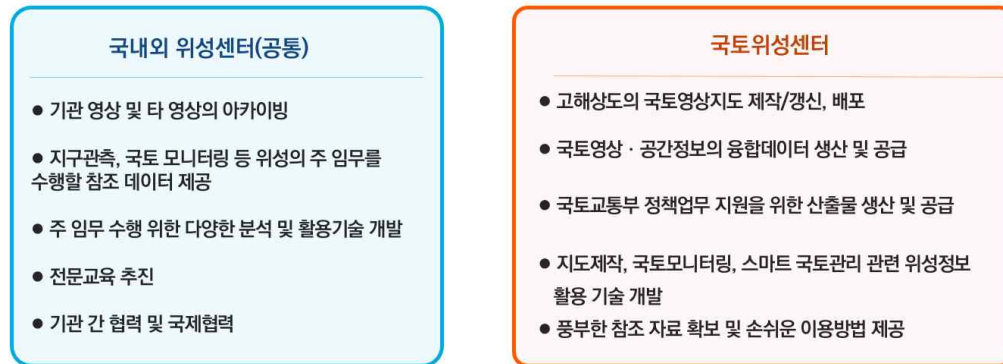 국내외 위성센터(공통)
● 기관 영상 및 타 영상의 아카이빙
● 지구관측, 국토 모니터링 등 위성의 주 임무를
수행할 참조 데이터 제공
● 주 임무 수행 위한 다양한 분석 및 활용기술 개발
● 전문교육 추진
● 기관 간 협력 및 국제협력
국토위성센터
● 고해상도의 국토영상지도 제작/갱신, 배포
● 국토영상 · 공간정보의 융합데이터 생산 및 공급
● 국토교통부 정책업무 지원을 위한 산출물 생산 및 공급
● 지도제작, 국토모니터링, 스마트 국토관리 관련 위성정보
활용 기술 개발
● 풍부한 참조 자료 확보 및 손쉬운 이용방법 제공